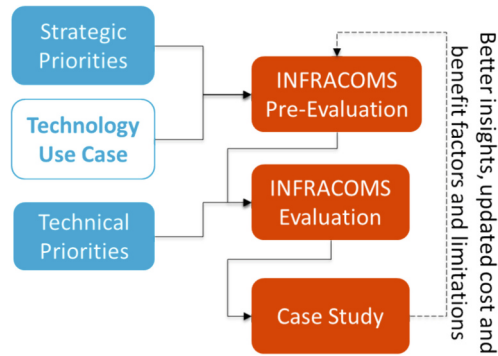 Strategic
Priorities
Technology
Use Case
Technical
Priorities
INFRACOMS
Pre-Evaluation
INFRACOMS
Evaluation
Case Study
Better insights, updated cost and
benefit factors and limitations